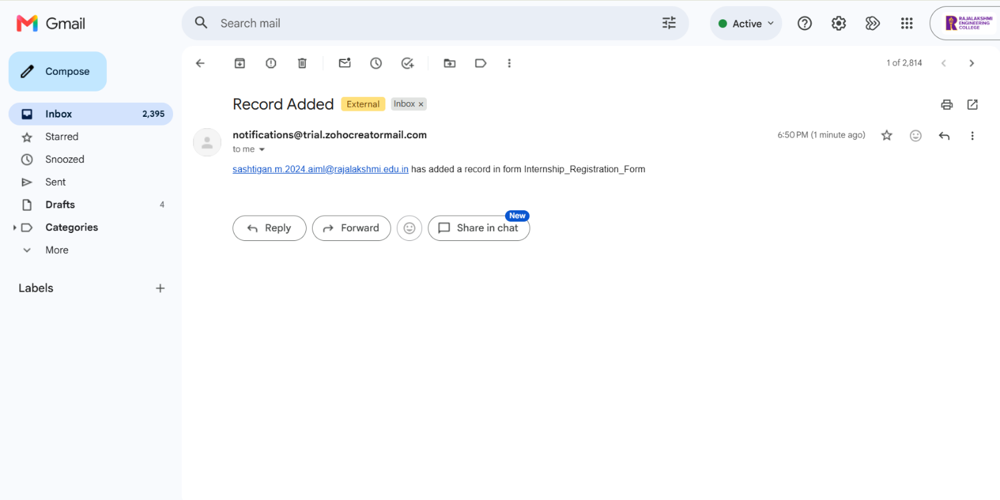 Gmail
Search mail
Active
RAJALAKSHMI
ENGINEERING
COLLEGE
Compose
1 of 2,814
Inbox 2,395
Starred
Snoozed
Sent
Drafts 4
Categories
More
Labels
Record Added External Inbox ×
notifications@trial.zohocreatormail.com 6:50 PM (1 minute ago)
to me
sashtigan.m.2024.aiml@rajalakshmi.edu.in has added a record in form Internship_Registration_Form
New
Reply Forward Share in chat